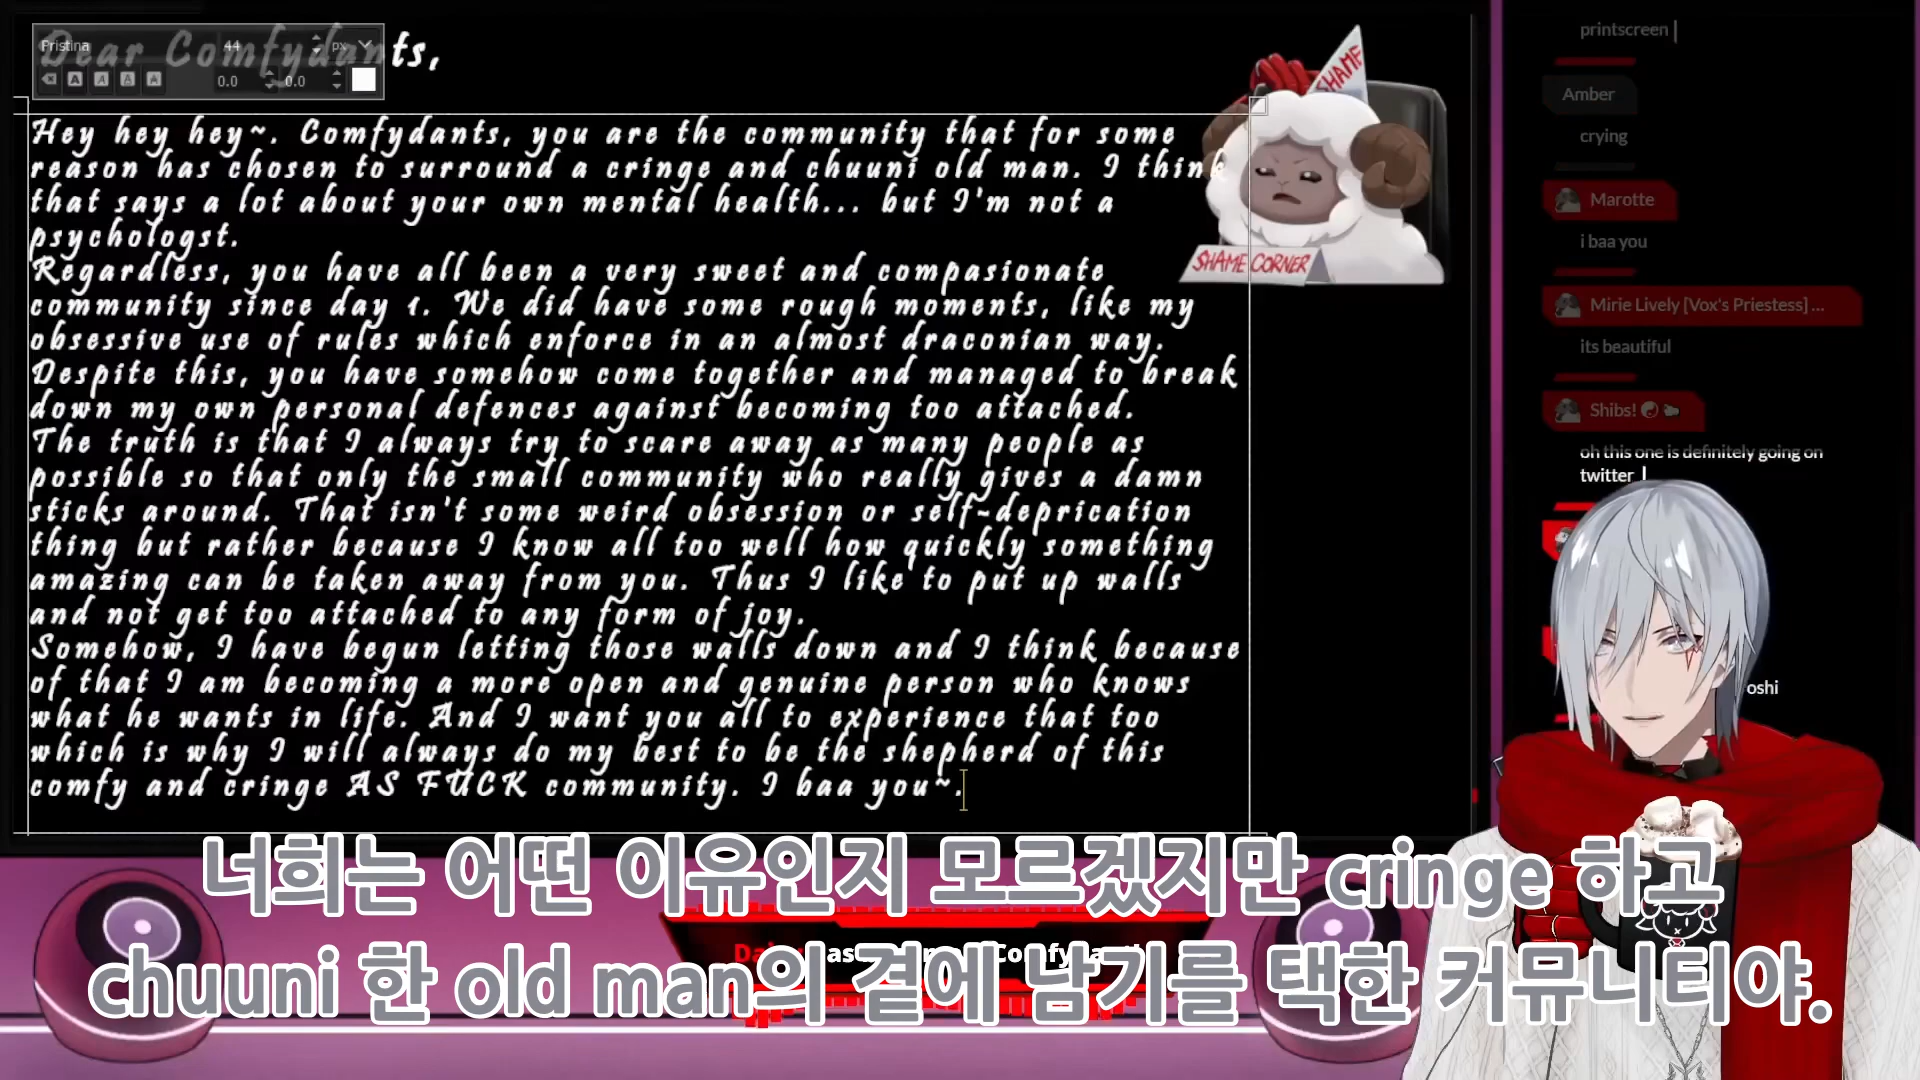 Dear Comfydants,
Pristina 44 px
0.0 0.0
Hey hey hey~. Comfydants, you are the community that for some
reason has chosen to surround a cringe and chuuni old man. I think
that says a lot about your own mental health... but I'm not a
psychologst.
Regardless, you have all been a very sweet and compasionate
community since day 1. We did have some rough moments, like my
obsessive use of rules which enforce in an almost draconian way.
Despite this, you have somehow come together and managed to break
down my own personal defences against becoming too attached.
The truth is that I always try to scare away as many people as
possible so that only the small community who really gives a damn
sticks around. That isn't some weird obsession or self-deprication
thing but rather because I know all too well how quickly something
amazing can be taken away from you. Thus I like to put up walls
and not get too attached to any form of joy.
Somehow, I have begun letting those walls down and I think because
of that I am becoming a more open and genuine person who knows
what he wants in life. And I want you all to experience that too
which is why I will always do my best to be the shepherd of this
comfy and cringe AS FUCK community. I baa you~.
SHAME
SHAME CORNER
printscreen
Amber
crying
Marotte
i baa you
Mirie Lively [Vox's Priestess] ...
its beautiful
Shibs!
oh this one is definitely going on
twitter
oshi
너희는 어떤 이유인지 모르겠지만 cringe 하고
chuuni 한 old man의 곁에 남기를 택한 커뮤니티야.